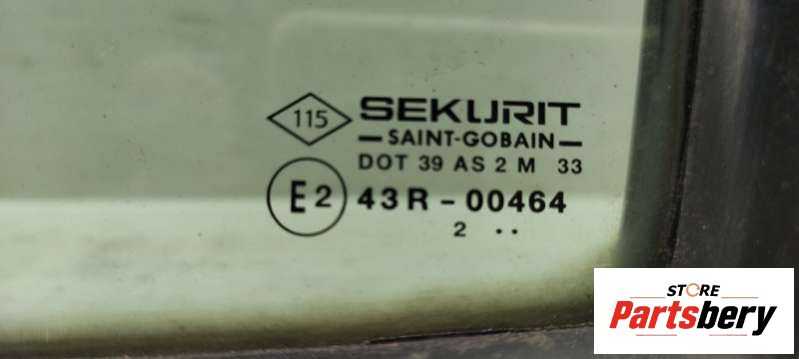 115
SEKURIT
SAINT-GOBAIN
DOT 39 AS 2 M 33
E2
43R-00464
2 ..
STORE
Partsbery